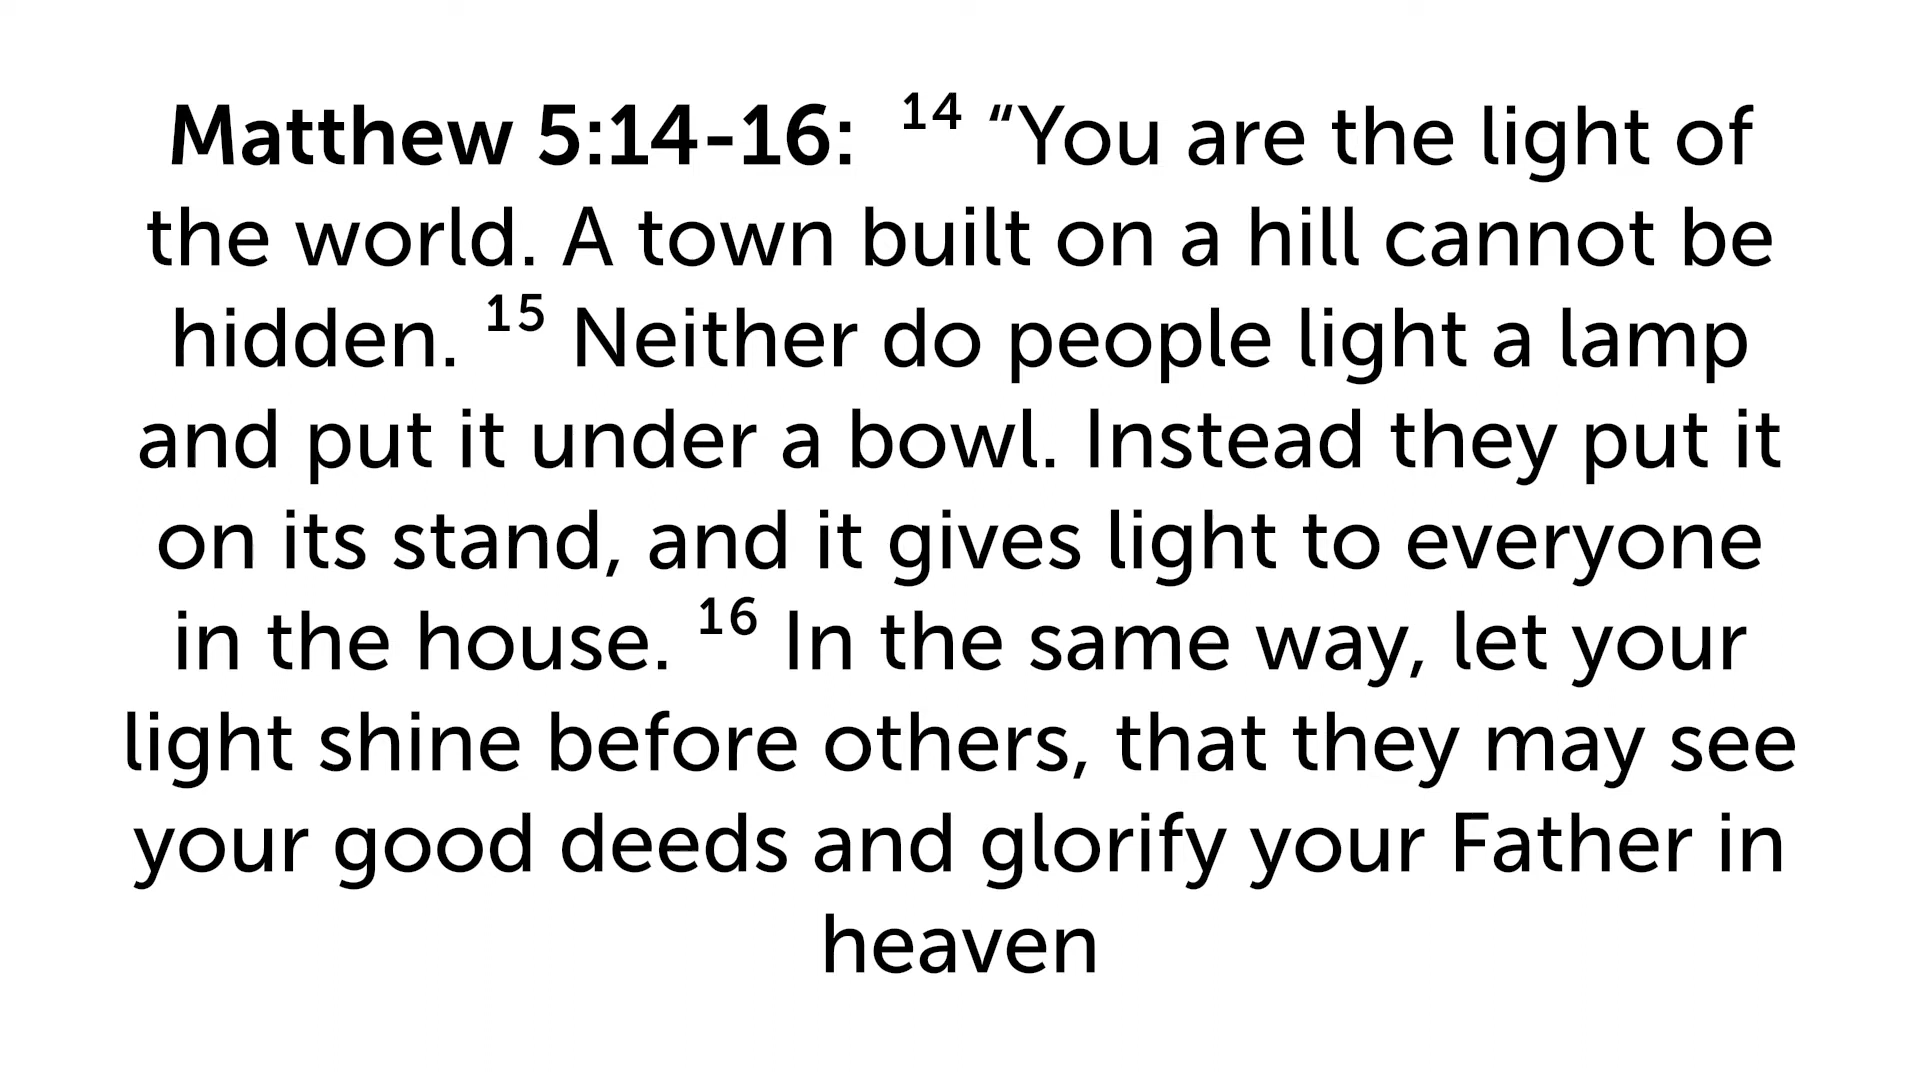 Matthew 5:14-16: ¹⁴ “You are the light of
the world. A town built on a hill cannot be
hidden. ¹⁵ Neither do people light a lamp
and put it under a bowl. Instead they put it
on its stand, and it gives light to everyone
in the house. ¹⁶ In the same way, let your
light shine before others, that they may see
your good deeds and glorify your Father in
heaven